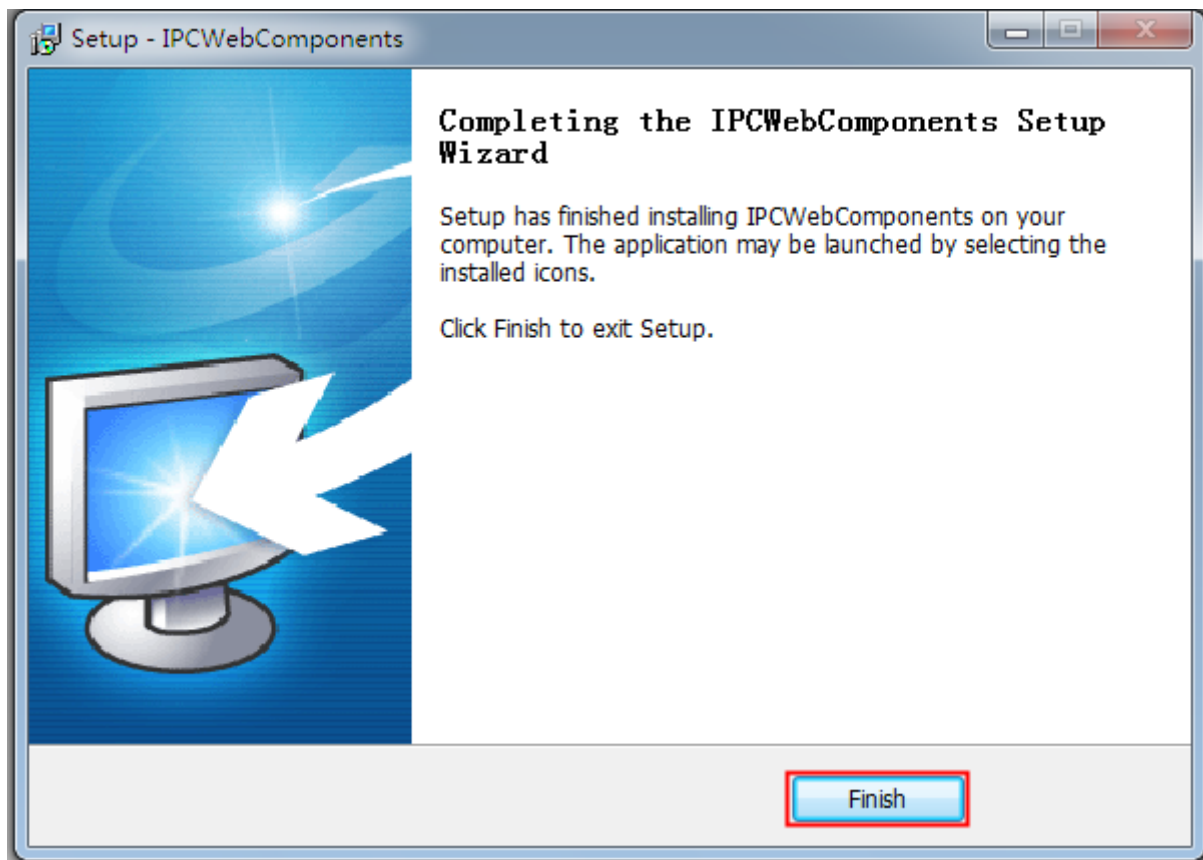 Setup - IPCWebComponents
Completing the IPCWebComponents Setup
Wizard
Setup has finished installing IPCWebComponents on your
computer. The application may be launched by selecting the
installed icons.
Click Finish to exit Setup.
Finish